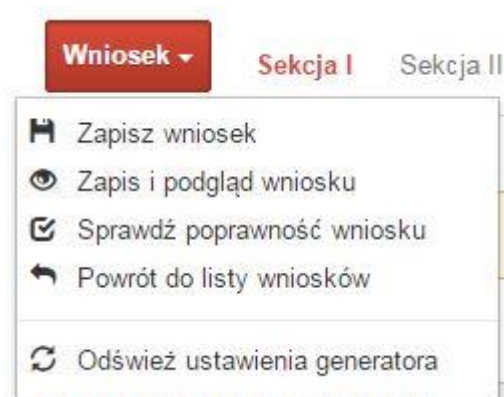 Wniosek Sekcja I Sekcja II
Zapisz wniosek
Zapis i podgląd wniosku
Sprawdź poprawność wniosku
Powrót do listy wniosków
Odśwież ustawienia generatora